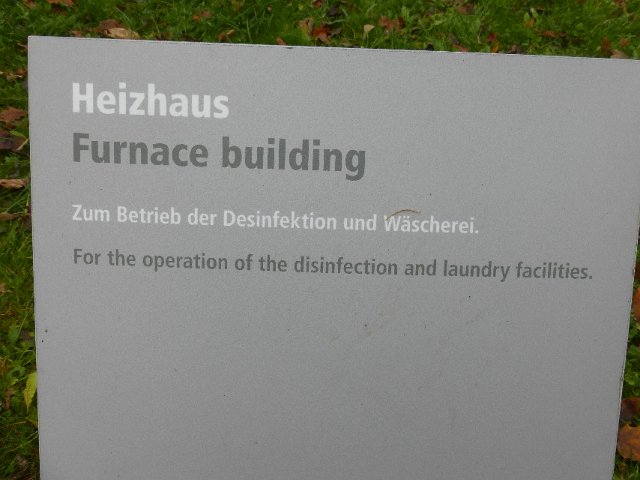 Heizhaus
Furnace building
Zum Betrieb der Desinfektion und Wäscherei.
For the operation of the disinfection and laundry facilities.